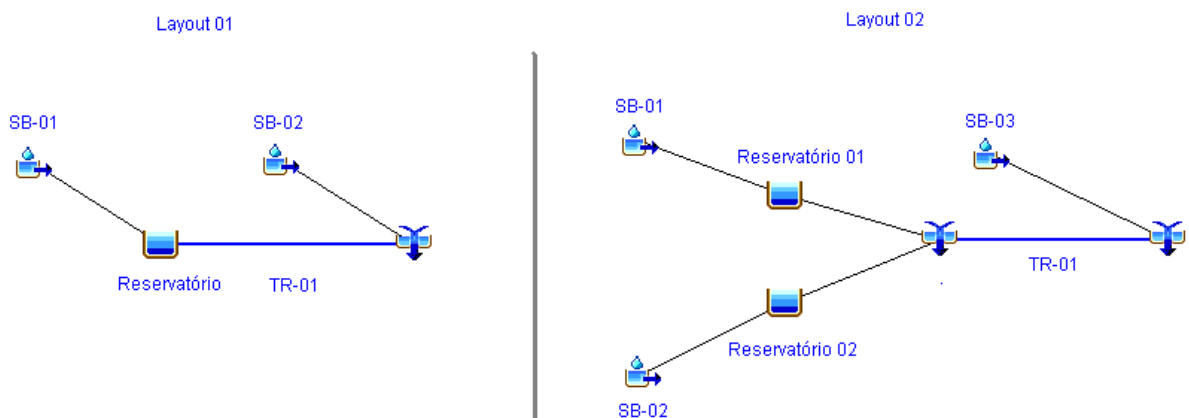 Layout 01
SB-01
SB-02
Reservatório
TR-01
Layout 02
SB-01
SB-03
Reservatório 01
TR-01
Reservatório 02
SB-02